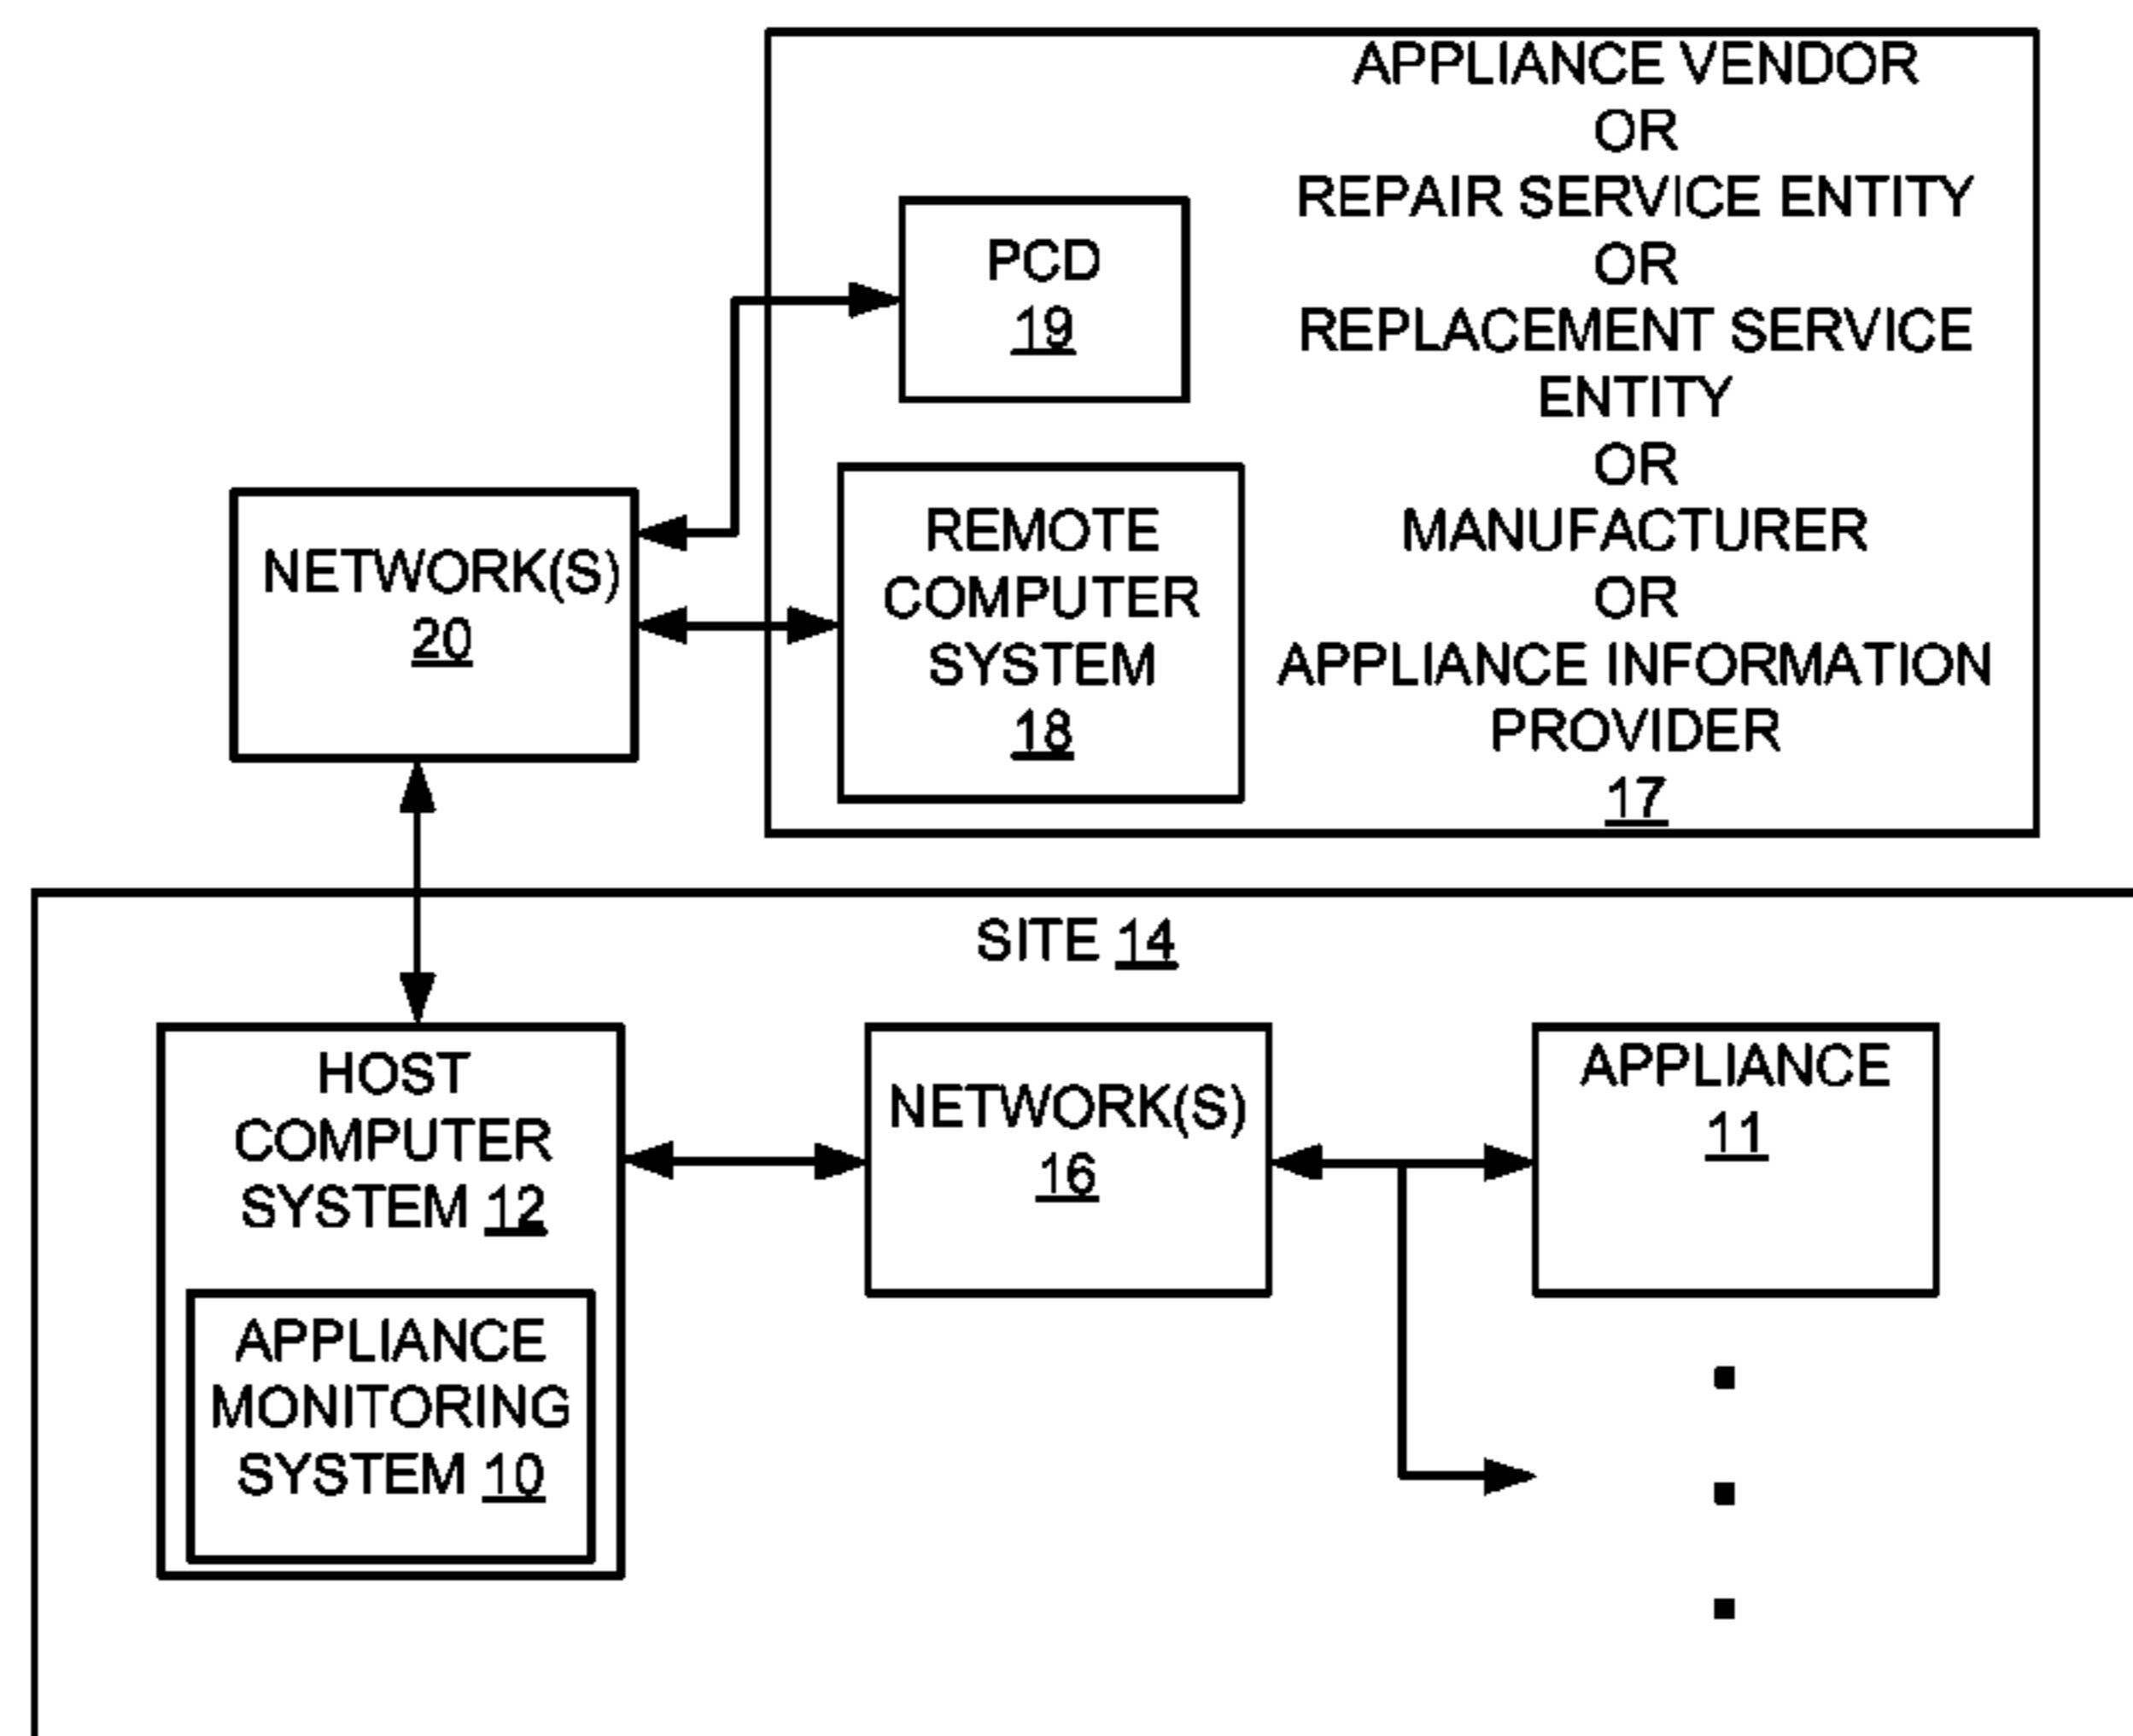 APPLIANCE VENDOR
OR
REPAIR SERVICE ENTITY
OR
REPLACEMENT SERVICE
ENTITY
OR
MANUFACTURER
OR
APPLIANCE INFORMATION
PROVIDER
17
PCD
19
REMOTE
COMPUTER
SYSTEM
18
NETWORK(S)
20
SITE 14
HOST
COMPUTER
SYSTEM 12
APPLIANCE
MONITORING
SYSTEM 10
NETWORK(S)
16
APPLIANCE
11